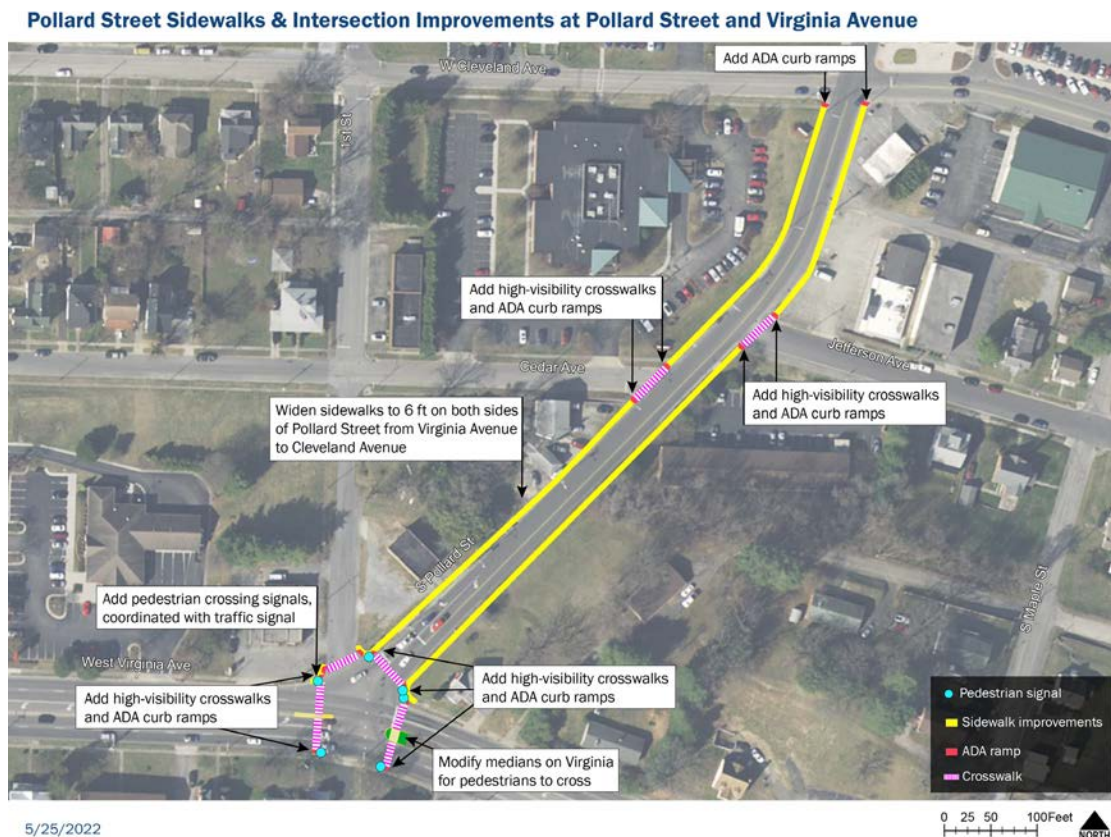 Pollard Street Sidewalks & Intersection Improvements at Pollard Street and Virginia Avenue
W Cleveland Ave
Add ADA curb ramps
1st St
Add high-visibility crosswalks
and ADA curb ramps
Jefferson Ave
Cedar Ave
Add high-visibility crosswalks
and ADA curb ramps
Widen sidewalks to 6 ft on both sides
of Pollard Street from Virginia Avenue
to Cleveland Avenue
S Pollard St
S Maple St
Add pedestrian crossing signals,
coordinated with traffic signal
West Virginia Ave
Add high-visibility crosswalks
and ADA curb ramps
Add high-visibility crosswalks
and ADA curb ramps
Modify medians on Virginia
for pedestrians to cross
Pedestrian signal
Sidewalk improvements
ADA ramp
Crosswalk
5/25/2022
0 25 50 100Feet
NORTH